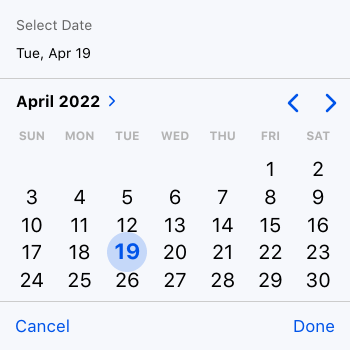 Select Date
Tue, Apr 19
April 2022
SUN MON TUE WED THU FRI SAT
1 2
3 4 5 6 7 8 9
10 11 12 13 14 15 16
17 18 19 20 21 22 23
24 25 26 27 28 29 30
Cancel Done